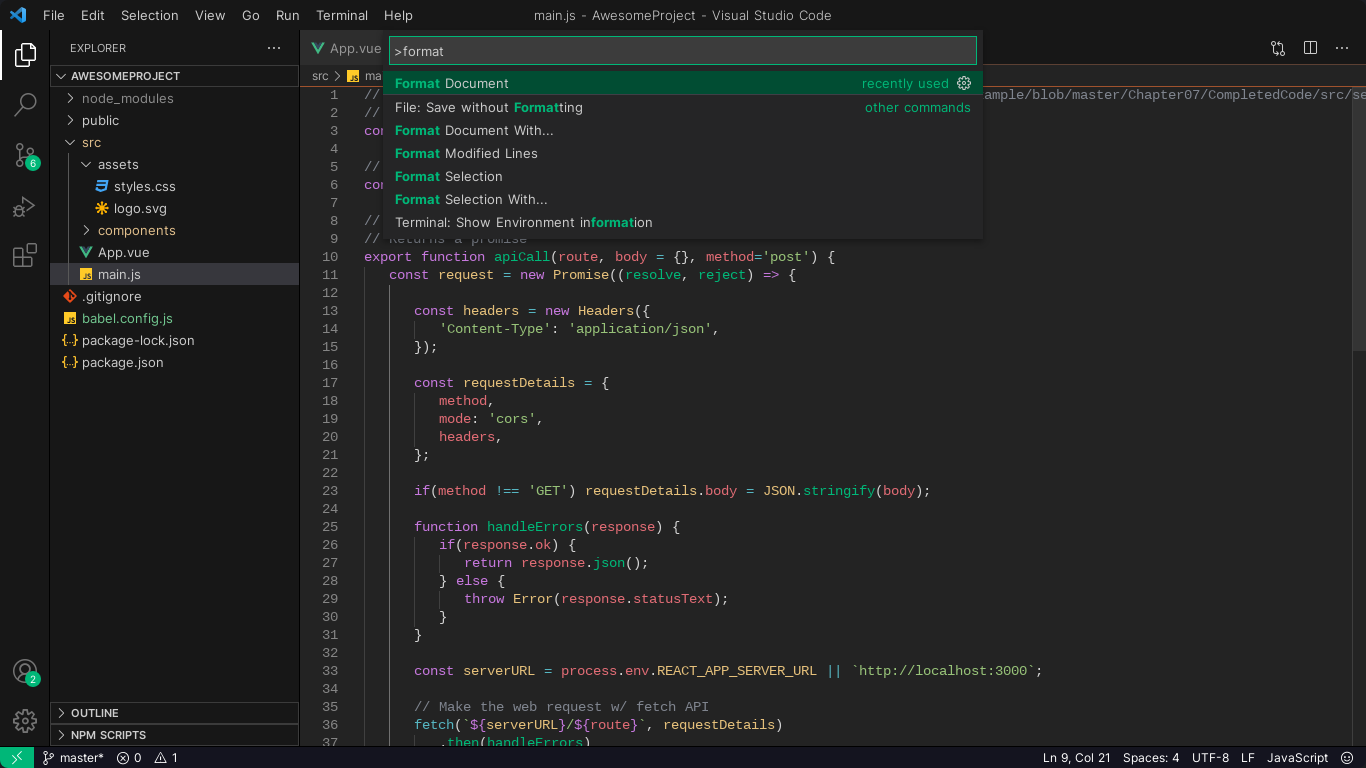 File Edit Selection View Go Run Terminal Help
main.js - AwesomeProject - Visual Studio Code
EXPLORER
AWESOMEPROJECT
node_modules
public
src
assets
styles.css
logo.svg
components
App.vue
main.js
.gitignore
babel.config.js
package-lock.json
package.json
OUTLINE
NPM SCRIPTS
6
2
App.vue
>format
Format Document recently used
File: Save without Formatting other commands
Format Document With...
Format Modified Lines
Format Selection
Format Selection With...
Terminal: Show Environment information
src
1 // ample/blob/master/Chapter07/CompletedCode/src/se
2 //
3 con
4
5 //
6 con
7
8 //
9 // Returns a promise
10 export function apiCall(route, body = {}, method='post') {
11 const request = new Promise((resolve, reject) => {
12
13 const headers = new Headers({
14 'Content-Type': 'application/json',
15 });
16
17 const requestDetails = {
18 method,
19 mode: 'cors',
20 headers,
21 };
22
23 if(method !== 'GET') requestDetails.body = JSON.stringify(body);
24
25 function handleErrors(response) {
26 if(response.ok) {
27 return response.json();
28 } else {
29 throw Error(response.statusText);
30 }
31 }
32
33 const serverURL = process.env.REACT_APP_SERVER_URL || `http://localhost:3000`;
34
35 // Make the web request w/ fetch API
36 fetch(`${serverURL}/${route}`, requestDetails)
37 .then(handleErrors)
master* 0 1
Ln 9, Col 21 Spaces: 4 UTF-8 LF JavaScript